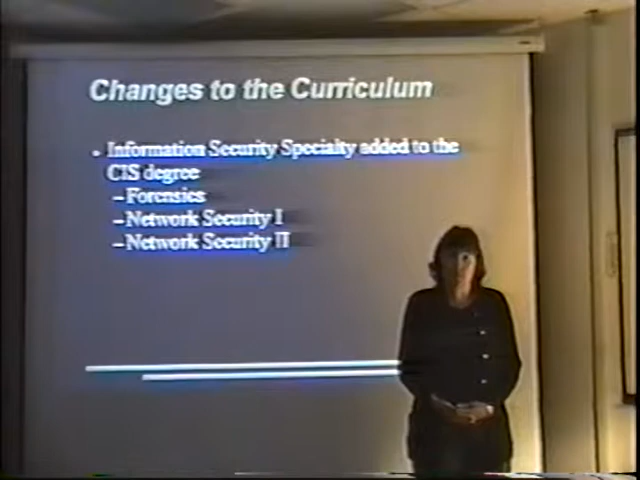 Changes to the Curriculum
• Information Security Specialty added to the
CIS degree
– Forensics
– Network Security I
– Network Security II